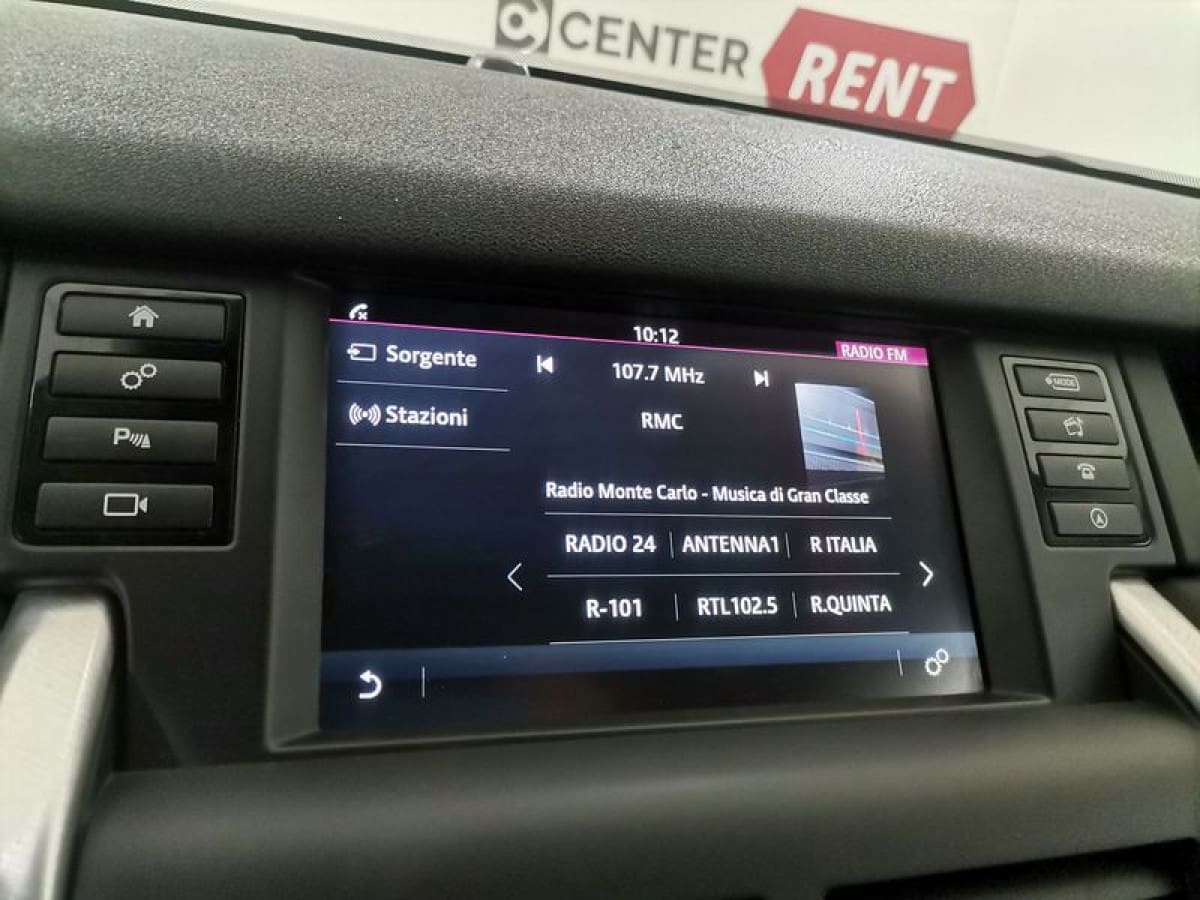 CENTER RENT
10:12
RADIO FM
Sorgente
107.7 MHz
Stazioni
RMC
Radio Monte Carlo - Musica di Gran Classe
RADIO 24 ANTENNA1 R ITALIA
R-101 RTL102.5 R.QUINTA
P
MODE
A